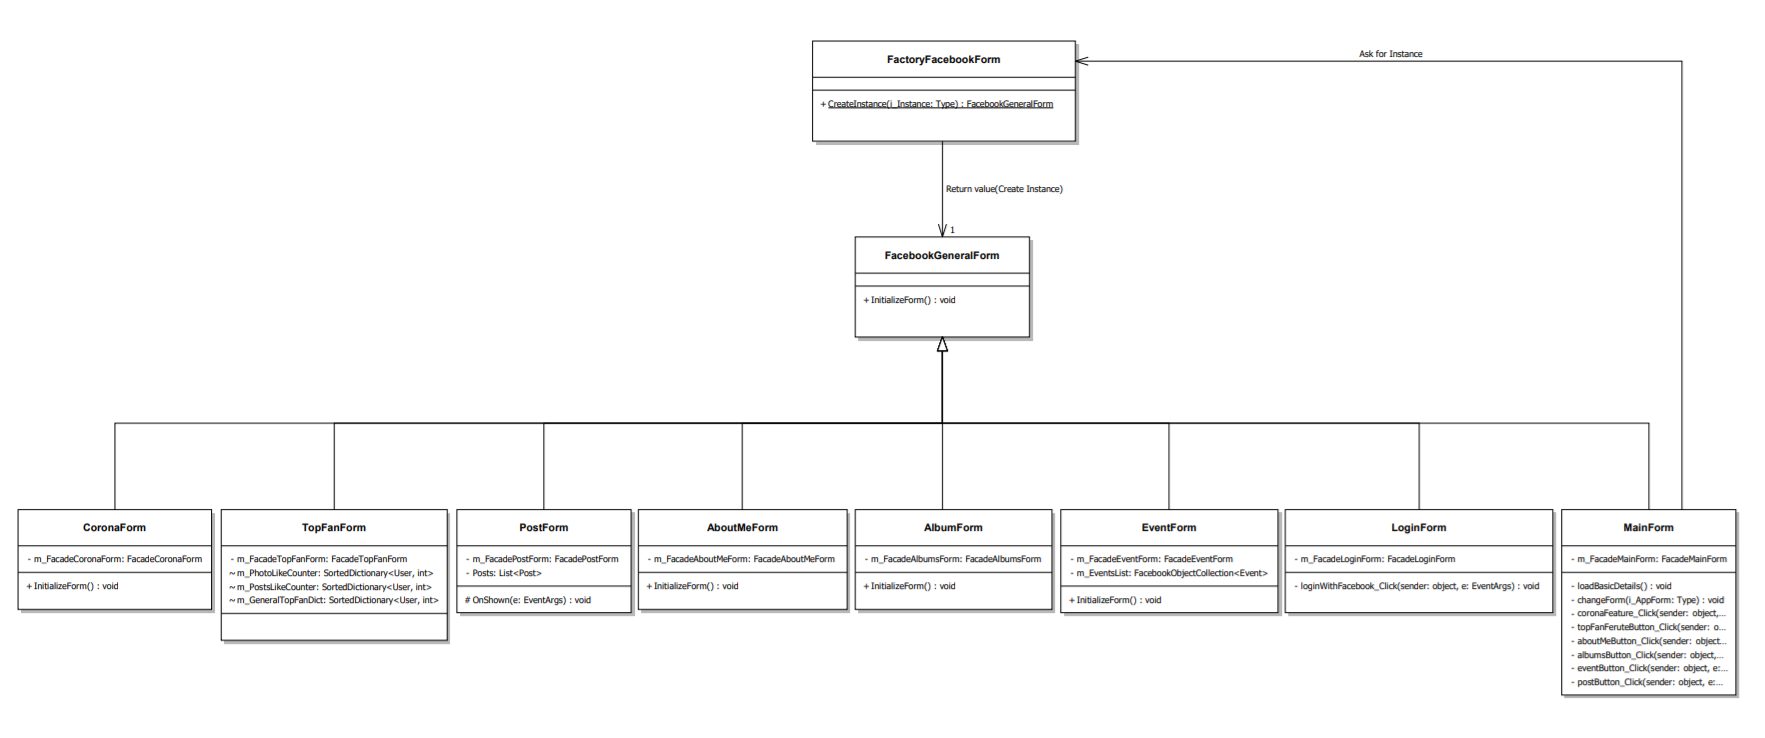 FactoryFacebookForm
+ CreateInstance(i_Instance: Type) : FacebookGeneralForm
Ask for Instance
Return value(Create Instance)
1
FacebookGeneralForm
+ InitializeForm() : void
CoronaForm
- m_FacadeCoronaForm: FacadeCoronaForm
+ InitializeForm() : void
TopFanForm
- m_FacadeTopFanForm: FacadeTopFanForm
~ m_PhotoLikeCounter: SortedDictionary<User, int>
~ m_PostsLikeCounter: SortedDictionary<User, int>
~ m_GeneralTopFanDict: SortedDictionary<User, int>
PostForm
- m_FacadePostForm: FacadePostForm
- Posts: List<Post>
# OnShown(e: EventArgs) : void
AboutMeForm
- m_FacadeAboutMeForm: FacadeAboutMeForm
+ InitializeForm() : void
AlbumForm
- m_FacadeAlbumsForm: FacadeAlbumsForm
+ InitializeForm() : void
EventForm
- m_FacadeEventForm: FacadeEventForm
- m_EventsList: FacebookObjectCollection<Event>
+ InitializeForm() : void
LoginForm
- m_FacadeLoginForm: FacadeLoginForm
- loginWithFacebook_Click(sender: object, e: EventArgs) : void
MainForm
- m_FacadeMainForm: FacadeMainForm
- loadBasicDetails() : void
- changeForm(i_AppForm: Type) : void
- coronaFeature_Click(sender: object,...
- topFanFeruteButton_Click(sender: o...
- aboutMeButton_Click(sender: object...
- albumsButton_Click(sender: object,...
- eventButton_Click(sender: object, e:...
- postButton_Click(sender: object, e:...